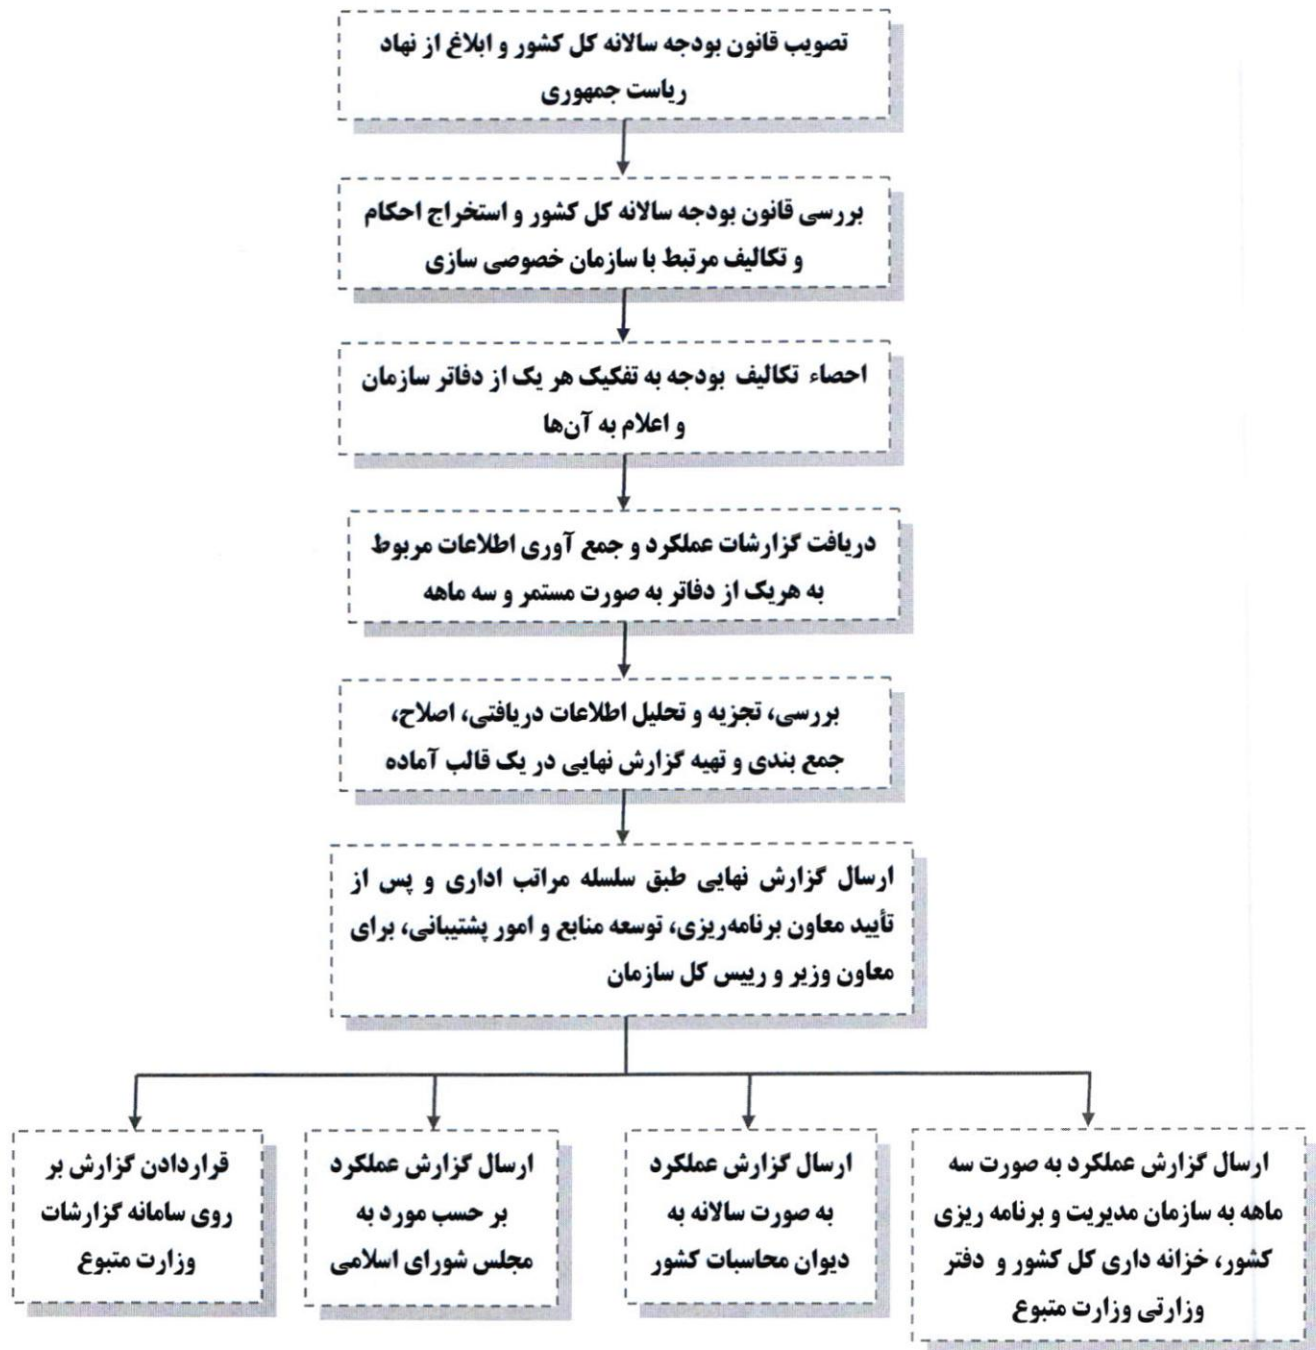 تصویب قانون بودجه سالانه کل کشور و ابلاغ از نهاد
ریاست جمهوری
بررسی قانون بودجه سالانه کل کشور و استخراج احکام
و تکالیف مرتبط با سازمان خصوصی سازی
احصاء تکالیف بودجه به تفکیک هر یک از دفاتر سازمان
و اعلام به آن‌ها
دریافت گزارشات عملکرد و جمع آوری اطلاعات مربوط
به هریک از دفاتر به صورت مستمر و سه ماهه
بررسی، تجزیه و تحلیل اطلاعات دریافتی، اصلاح،
جمع بندی و تهیه گزارش نهایی در یک قالب آماده
ارسال گزارش نهایی طبق سلسله مراتب اداری و پس از
تأیید معاون برنامه‌ریزی، توسعه منابع و امور پشتیبانی، برای
معاون وزیر و رییس کل سازمان
ارسال گزارش عملکرد به صورت سه
ماهه به سازمان مدیریت و برنامه ریزی
کشور، خزانه داری کل کشور و دفتر
وزارتی وزارت متبوع
ارسال گزارش عملکرد
به صورت سالانه به
دیوان محاسبات کشور
ارسال گزارش عملکرد
بر حسب مورد به
مجلس شورای اسلامی
قراردادن گزارش بر
روی سامانه گزارشات
وزارت متبوع